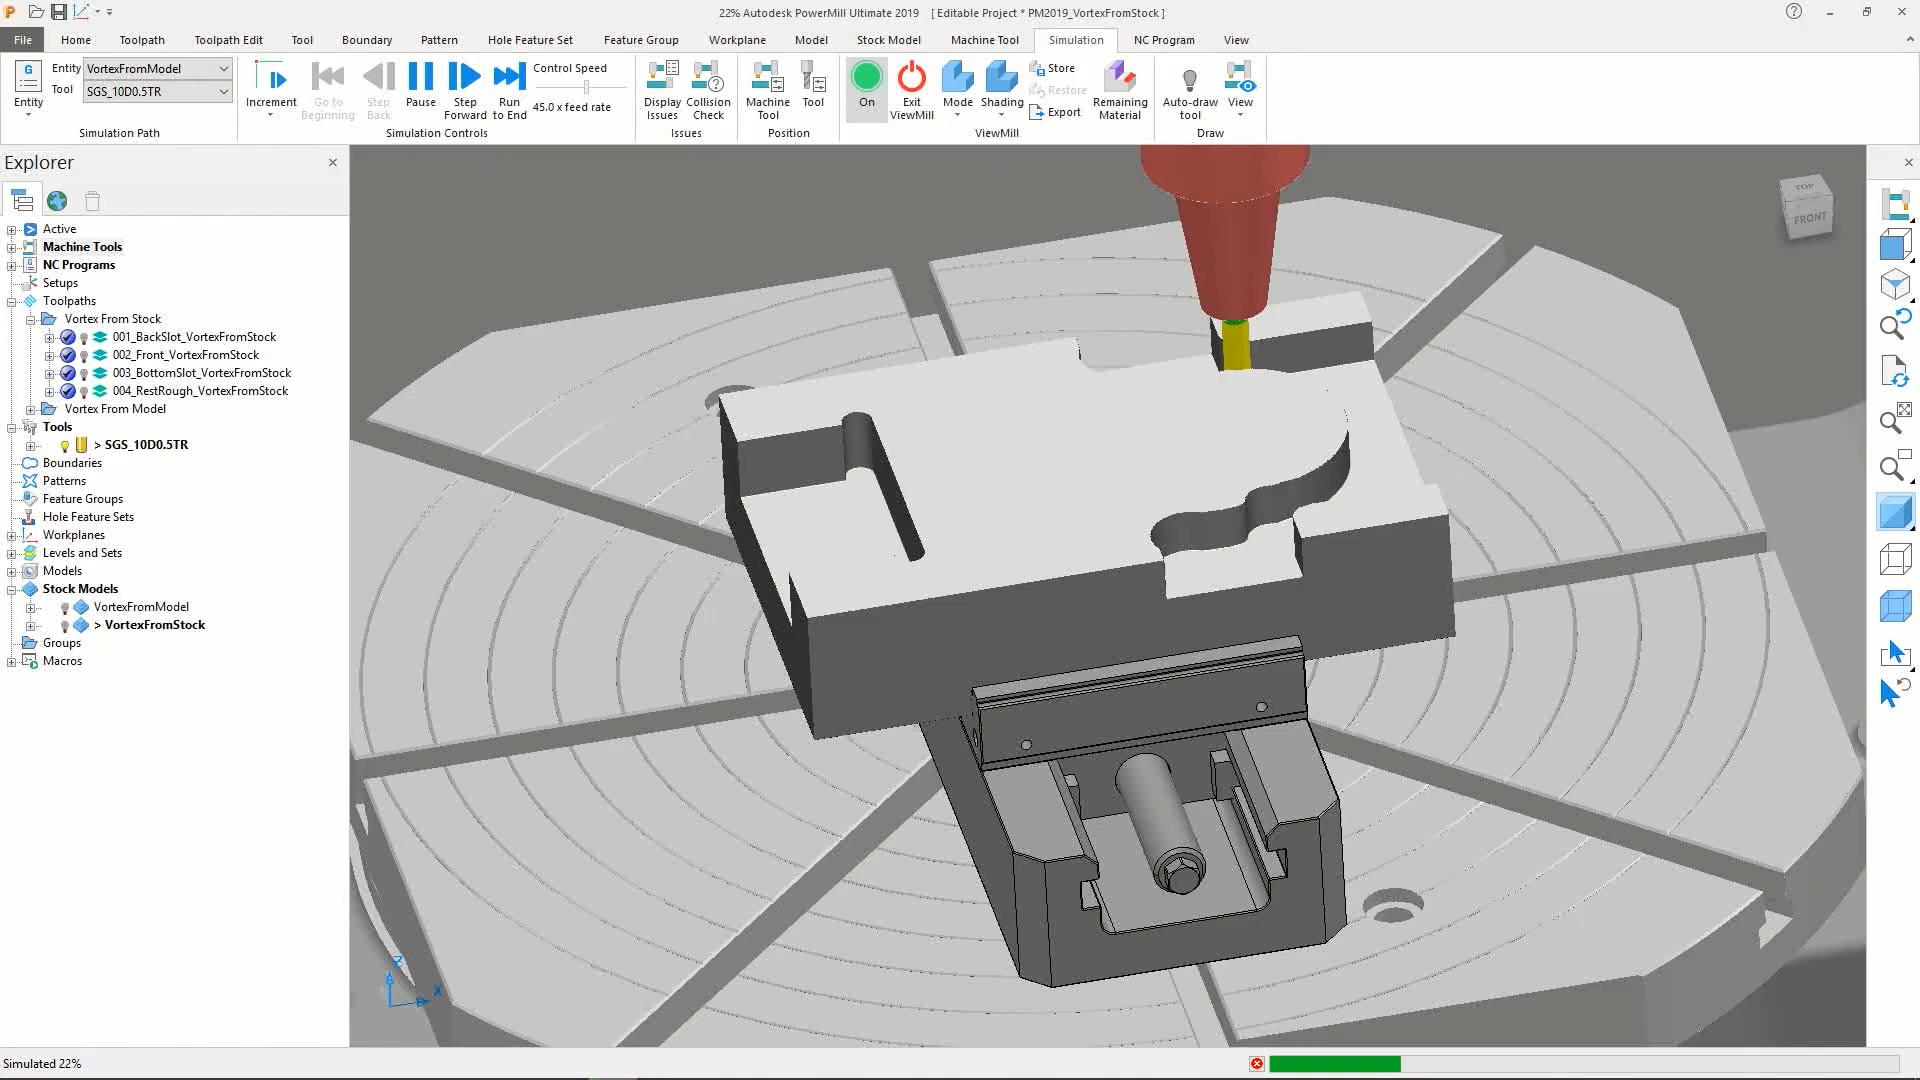 22% Autodesk PowerMill Ultimate 2019 [ Editable Project * PM2019_VortexFromStock ]
File Home Toolpath Toolpath Edit Tool Boundary Pattern Hole Feature Set Feature Group Workplane Model Stock Model Machine Tool Simulation NC Program View
Entity
Entity VortexFromModel
Tool SGS_10D0.5TR
Simulation Path
Increment
Go to Beginning
Step Back
Pause
Step Forward
Run to End
Control Speed
45.0 x feed rate
Simulation Controls
Display Issues
Collision Check
Issues
Machine Tool
Tool
Position
On
Exit ViewMill
Mode
Shading
Store
Restore
Export
Remaining Material
ViewMill
Auto-draw tool
View
Draw
Explorer
Active
Machine Tools
NC Programs
Setups
Toolpaths
Vortex From Stock
001_BackSlot_VortexFromStock
002_Front_VortexFromStock
003_BottomSlot_VortexFromStock
004_RestRough_VortexFromStock
Vortex From Model
Tools
> SGS_10D0.5TR
Boundaries
Patterns
Feature Groups
Hole Feature Sets
Workplanes
Levels and Sets
Models
Stock Models
VortexFromModel
> VortexFromStock
Groups
Macros
TOP
FRONT
Z
X
Simulated 22%